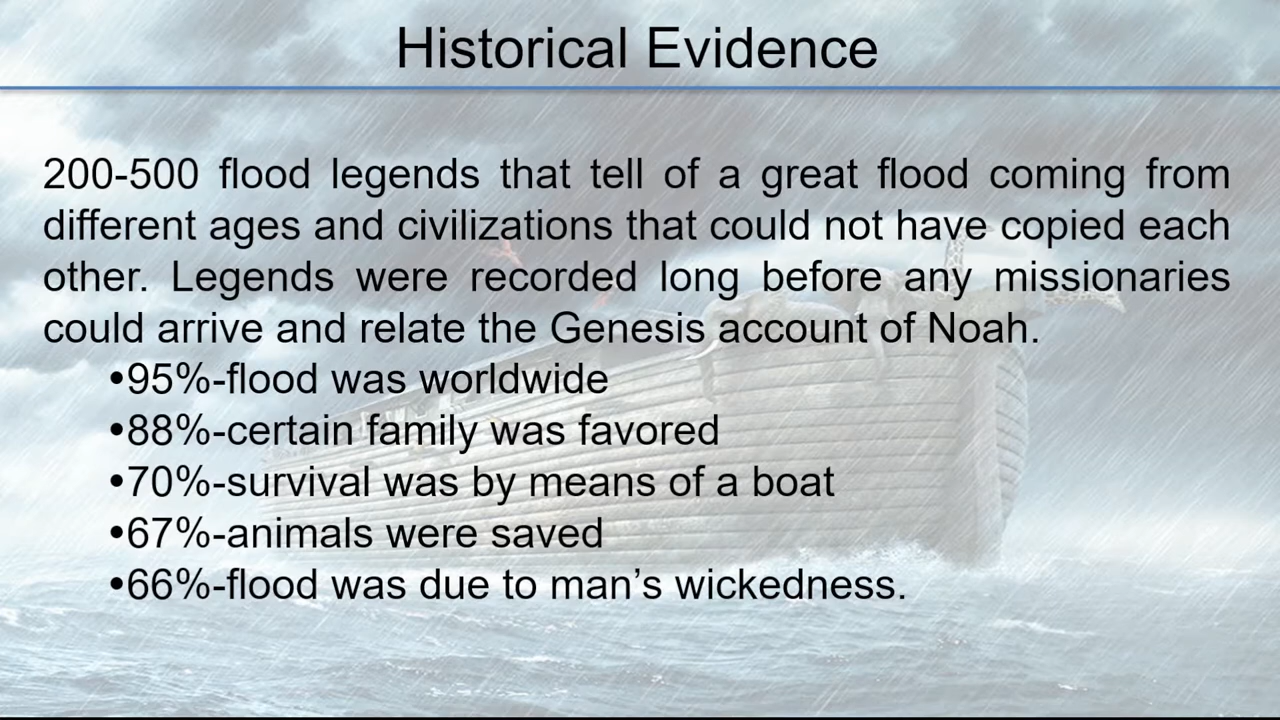 Historical Evidence
200-500 flood legends that tell of a great flood coming from
different ages and civilizations that could not have copied each
other. Legends were recorded long before any missionaries
could arrive and relate the Genesis account of Noah.
•95%-flood was worldwide
•88%-certain family was favored
•70%-survival was by means of a boat
•67%-animals were saved
•66%-flood was due to man’s wickedness.